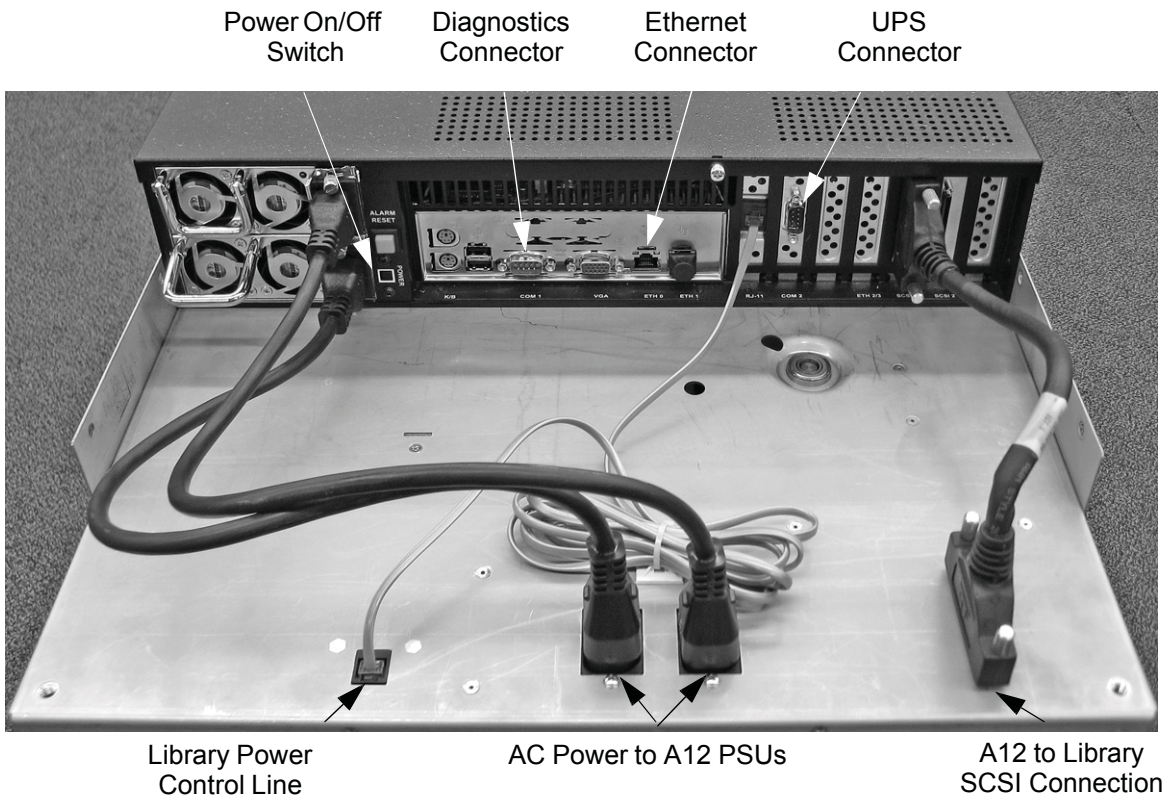 Power On/Off
Switch
Diagnostics
Connector
Ethernet
Connector
UPS
Connector
ALARM
RESET
POWER
K/B
COM 1
VGA
ETH 0
ETH 1
RJ-11
COM 2
ETH 2/3
SCSI
SCSI 2
Library Power
Control Line
AC Power to A12 PSUs
A12 to Library
SCSI Connection